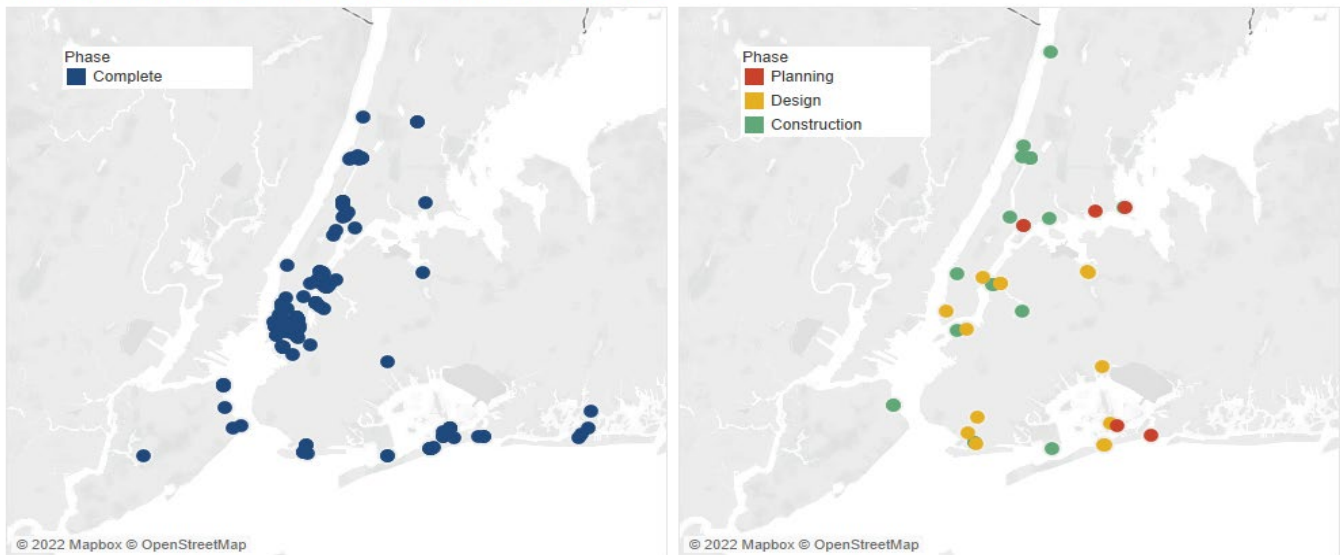 Phase
Complete
© 2022 Mapbox © OpenStreetMap
Phase
Planning
Design
Construction
© 2022 Mapbox © OpenStreetMap